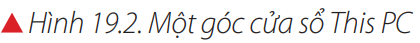 ▲ Hình 19.2. Một góc cửa sổ This PC